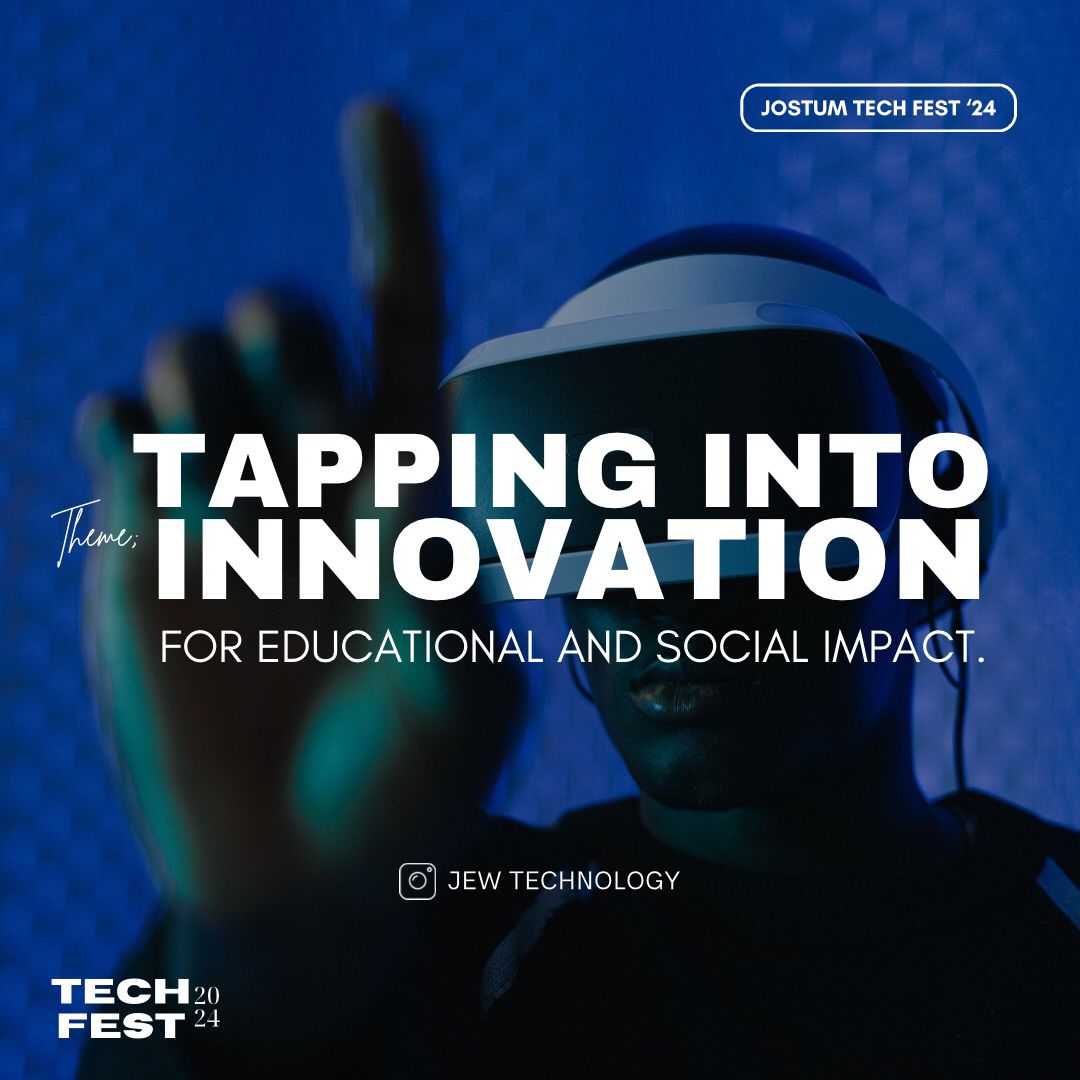 JOSTUM TECH FEST ‘24
TAPPING INTO
Theme;
INNOVATION
FOR EDUCATIONAL AND SOCIAL IMPACT.
JEW TECHNOLOGY
TECH
FEST
20
24